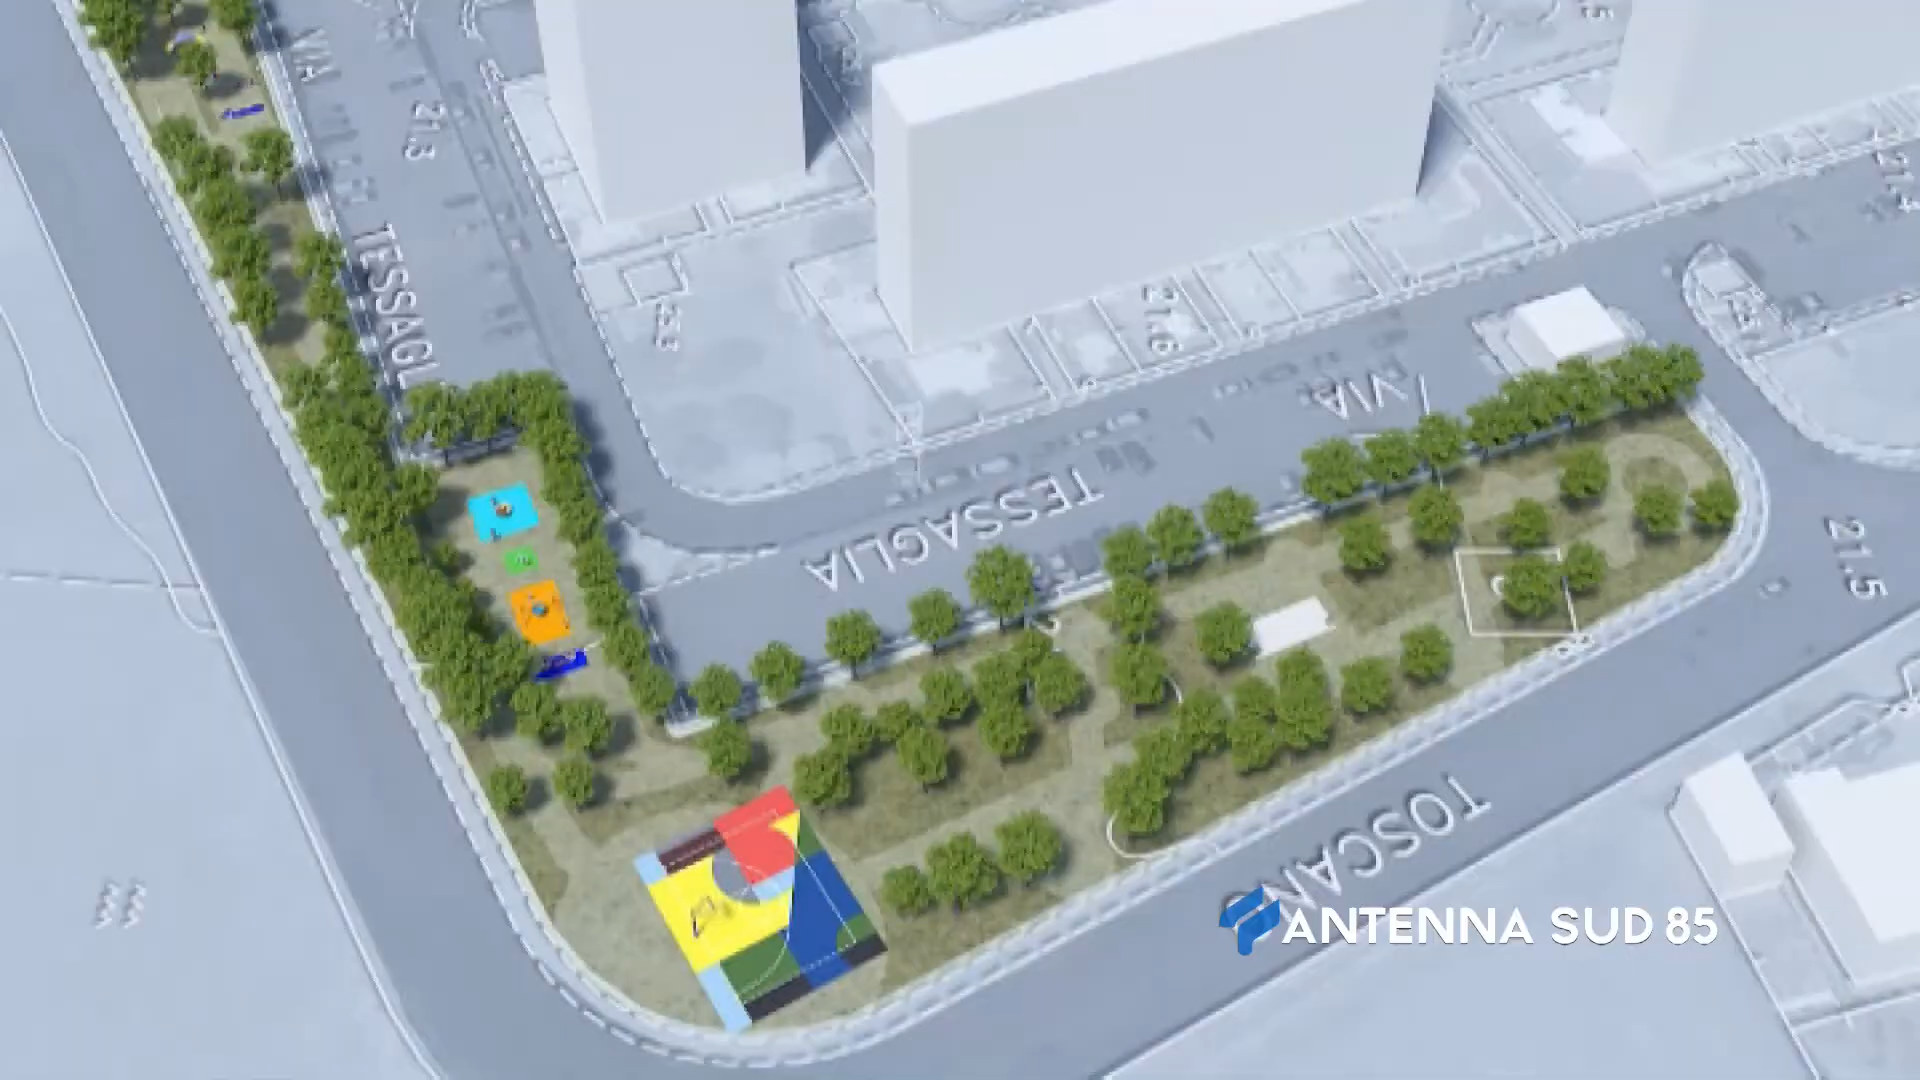 VIA
TESSAGL
21.3
21.6
VIA
TESSAGLIA
21.5
TOSCANO
ANTENNA SUD 85